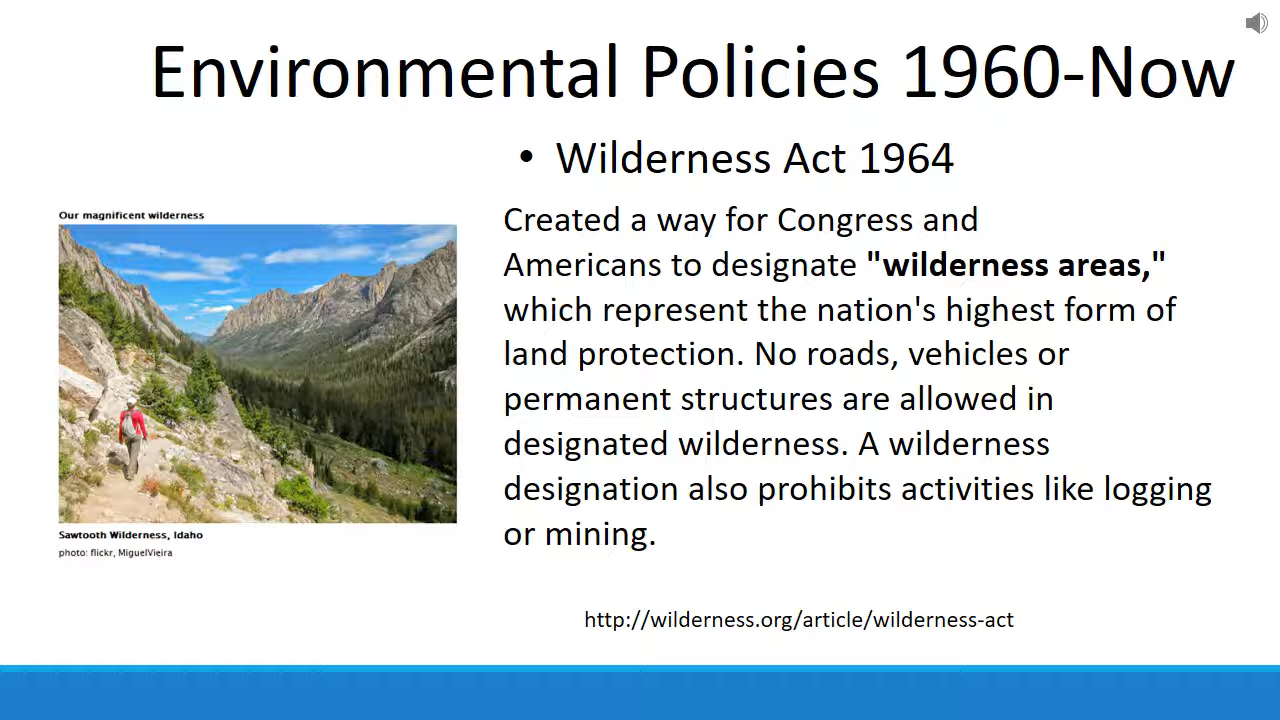 Environmental Policies 1960-Now
• Wilderness Act 1964
Our magnificent wilderness
Created a way for Congress and
Americans to designate "wilderness areas,"
which represent the nation's highest form of
land protection. No roads, vehicles or
permanent structures are allowed in
designated wilderness. A wilderness
designation also prohibits activities like logging
or mining.
Sawtooth Wilderness, Idaho
photo: flickr, MiguelVieira
http://wilderness.org/article/wilderness-act